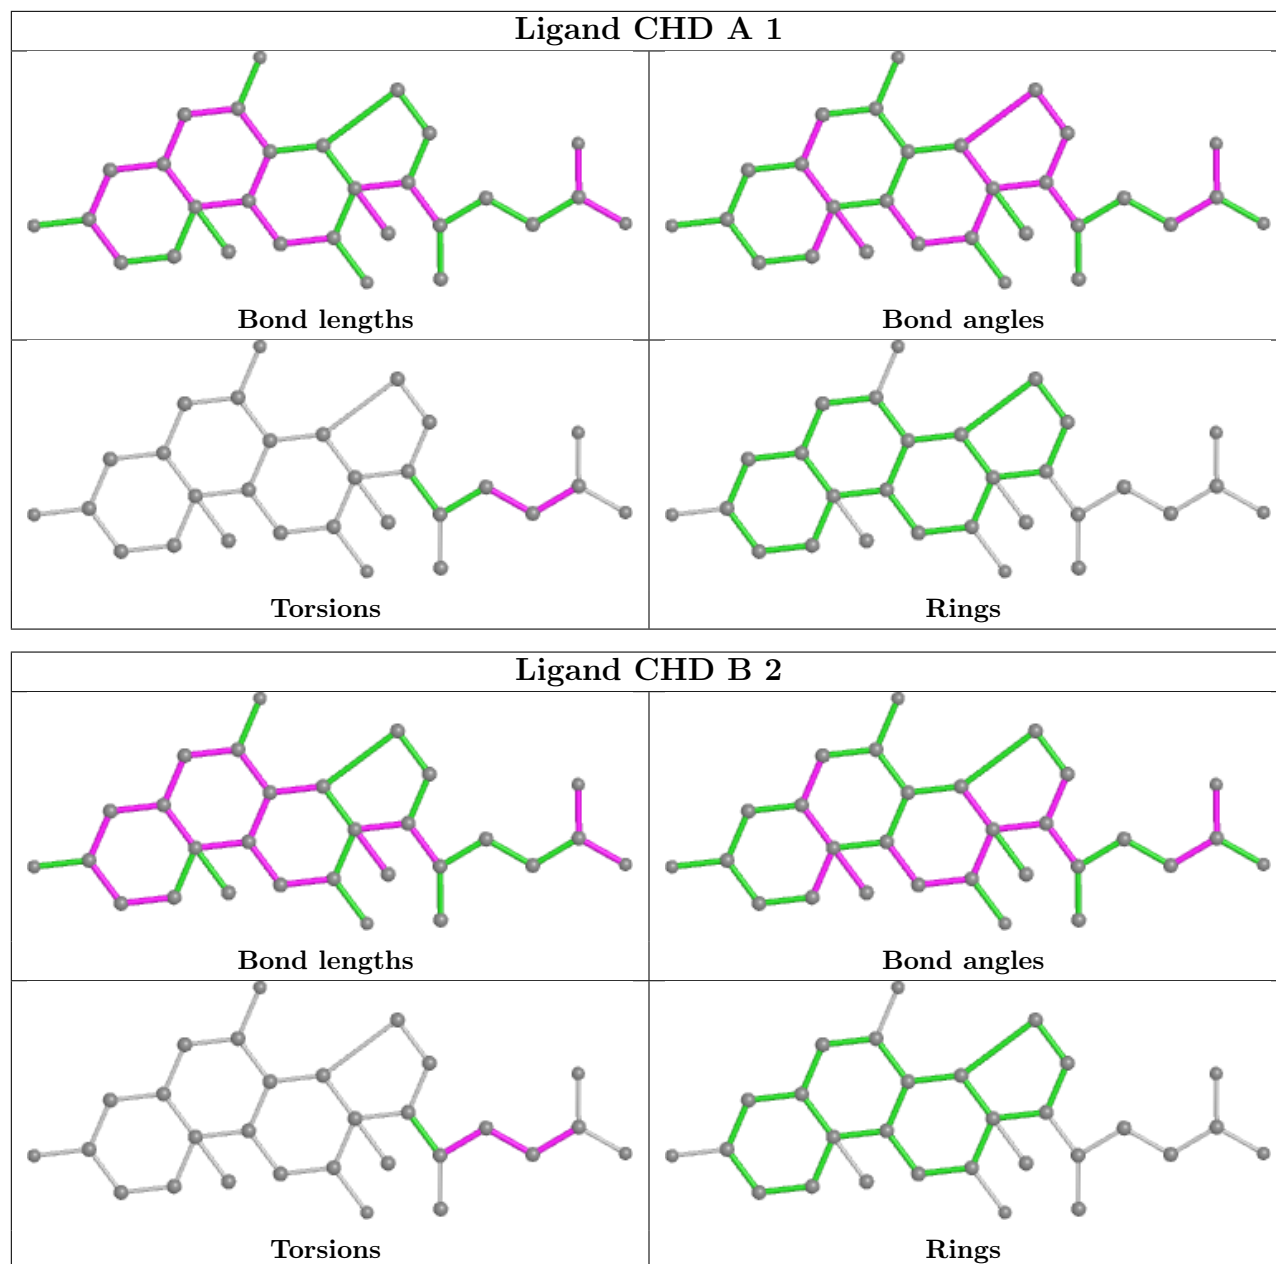 Ligand CHD A 1
Bond lengths
Bond angles
Torsions
Rings
Ligand CHD B 2
Bond lengths
Bond angles
Torsions
Rings